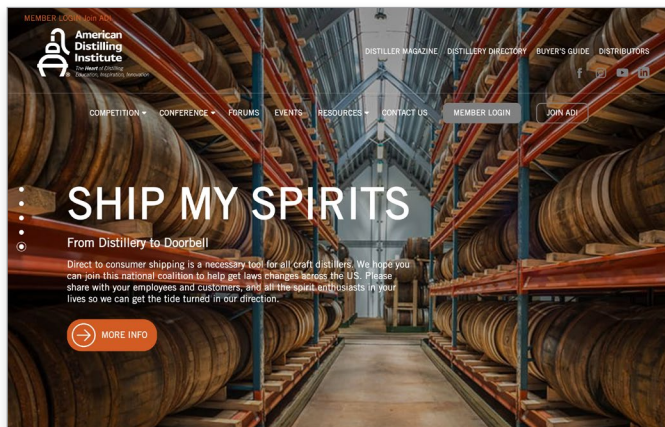 MEMBER LOGIN Join ADI
American
Distilling
Institute
The Heart of Distilling
Education, Inspiration, Innovation
DISTILLER MAGAZINE DISTILLERY DIRECTORY BUYER'S GUIDE DISTRIBUTORS
COMPETITION CONFERENCE FORUMS EVENTS RESOURCES CONTACT US MEMBER LOGIN JOIN ADI
SHIP MY SPIRITS
From Distillery to Doorbell
Direct to consumer shipping is a necessary tool for all craft distillers. We hope you
can join this national coalition to help get laws changes across the US. Please
share with your employees and customers, and all the spirit enthusiasts in your
lives so we can get the tide turned in our direction.
MORE INFO